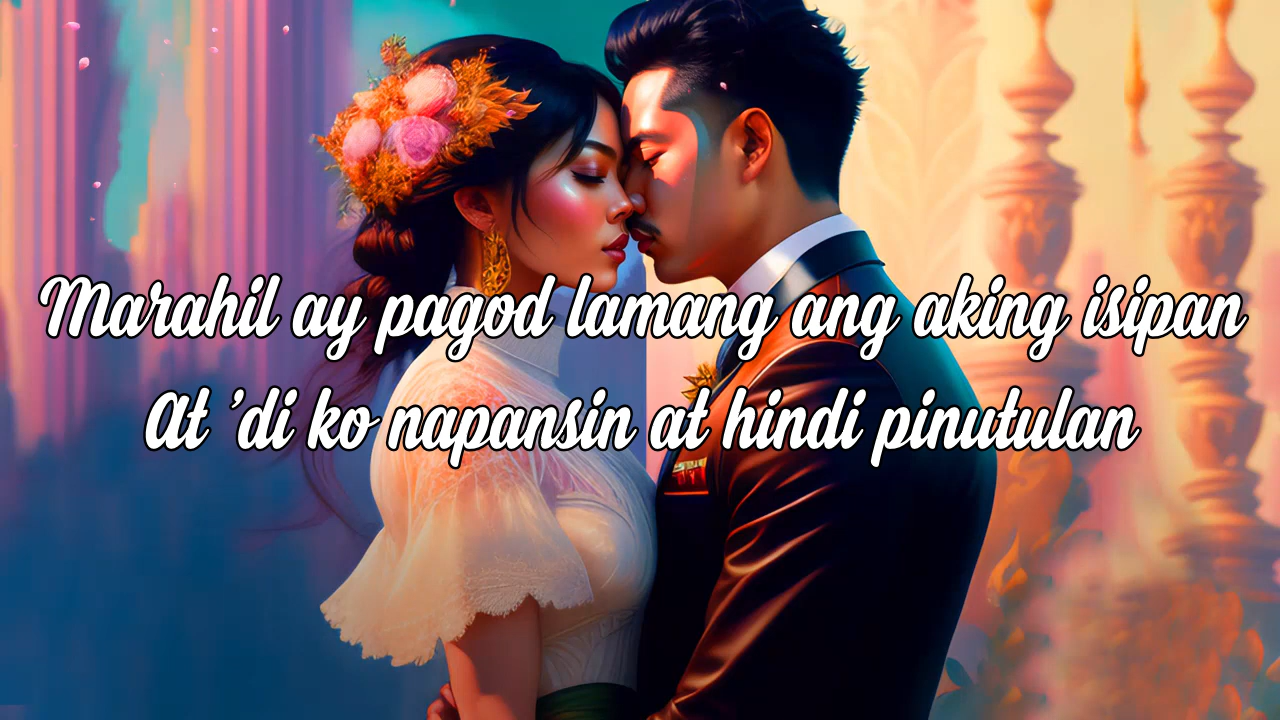 Marahil ay pagod lamang ang aking isipan
At 'di ko napansin at hindi pinutulan